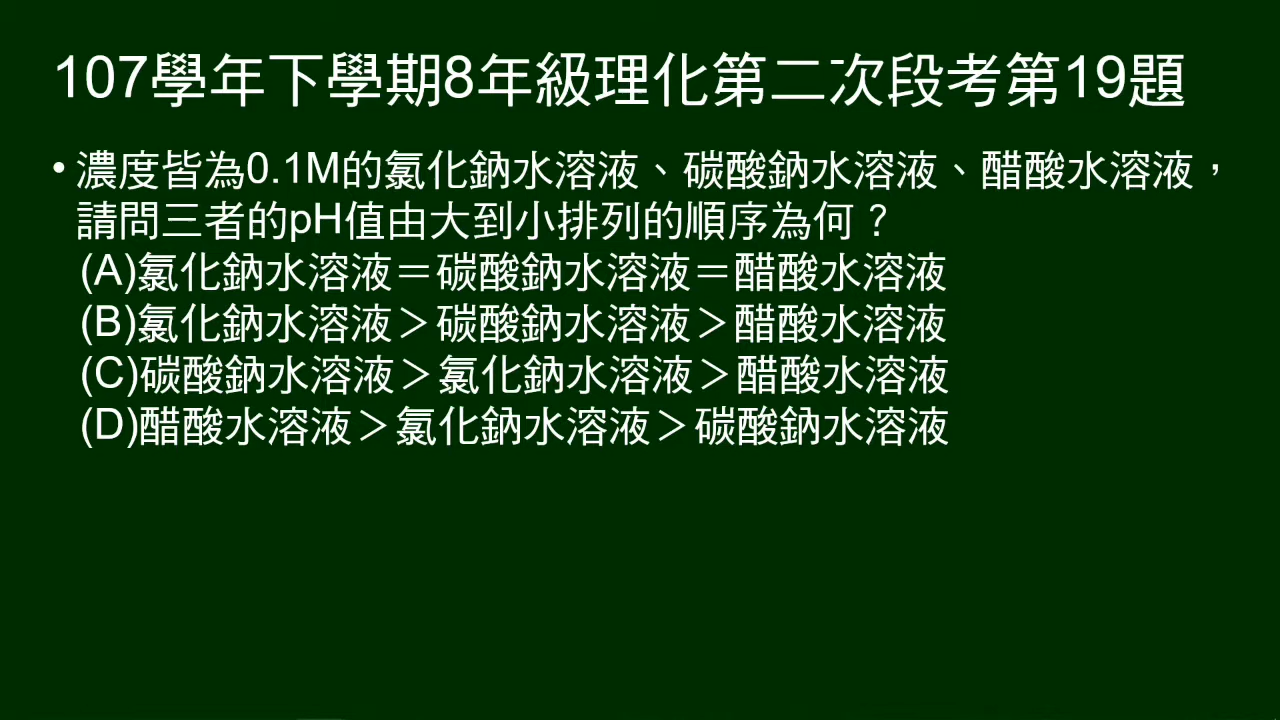 107學年下學期8年級理化第二次段考第19題
•濃度皆為0.1M的氯化鈉水溶液、碳酸鈉水溶液、醋酸水溶液，
請問三者的pH值由大到小排列的順序為何？
(A)氯化鈉水溶液＝碳酸鈉水溶液＝醋酸水溶液
(B)氯化鈉水溶液＞碳酸鈉水溶液＞醋酸水溶液
(C)碳酸鈉水溶液＞氯化鈉水溶液＞醋酸水溶液
(D)醋酸水溶液＞氯化鈉水溶液＞碳酸鈉水溶液